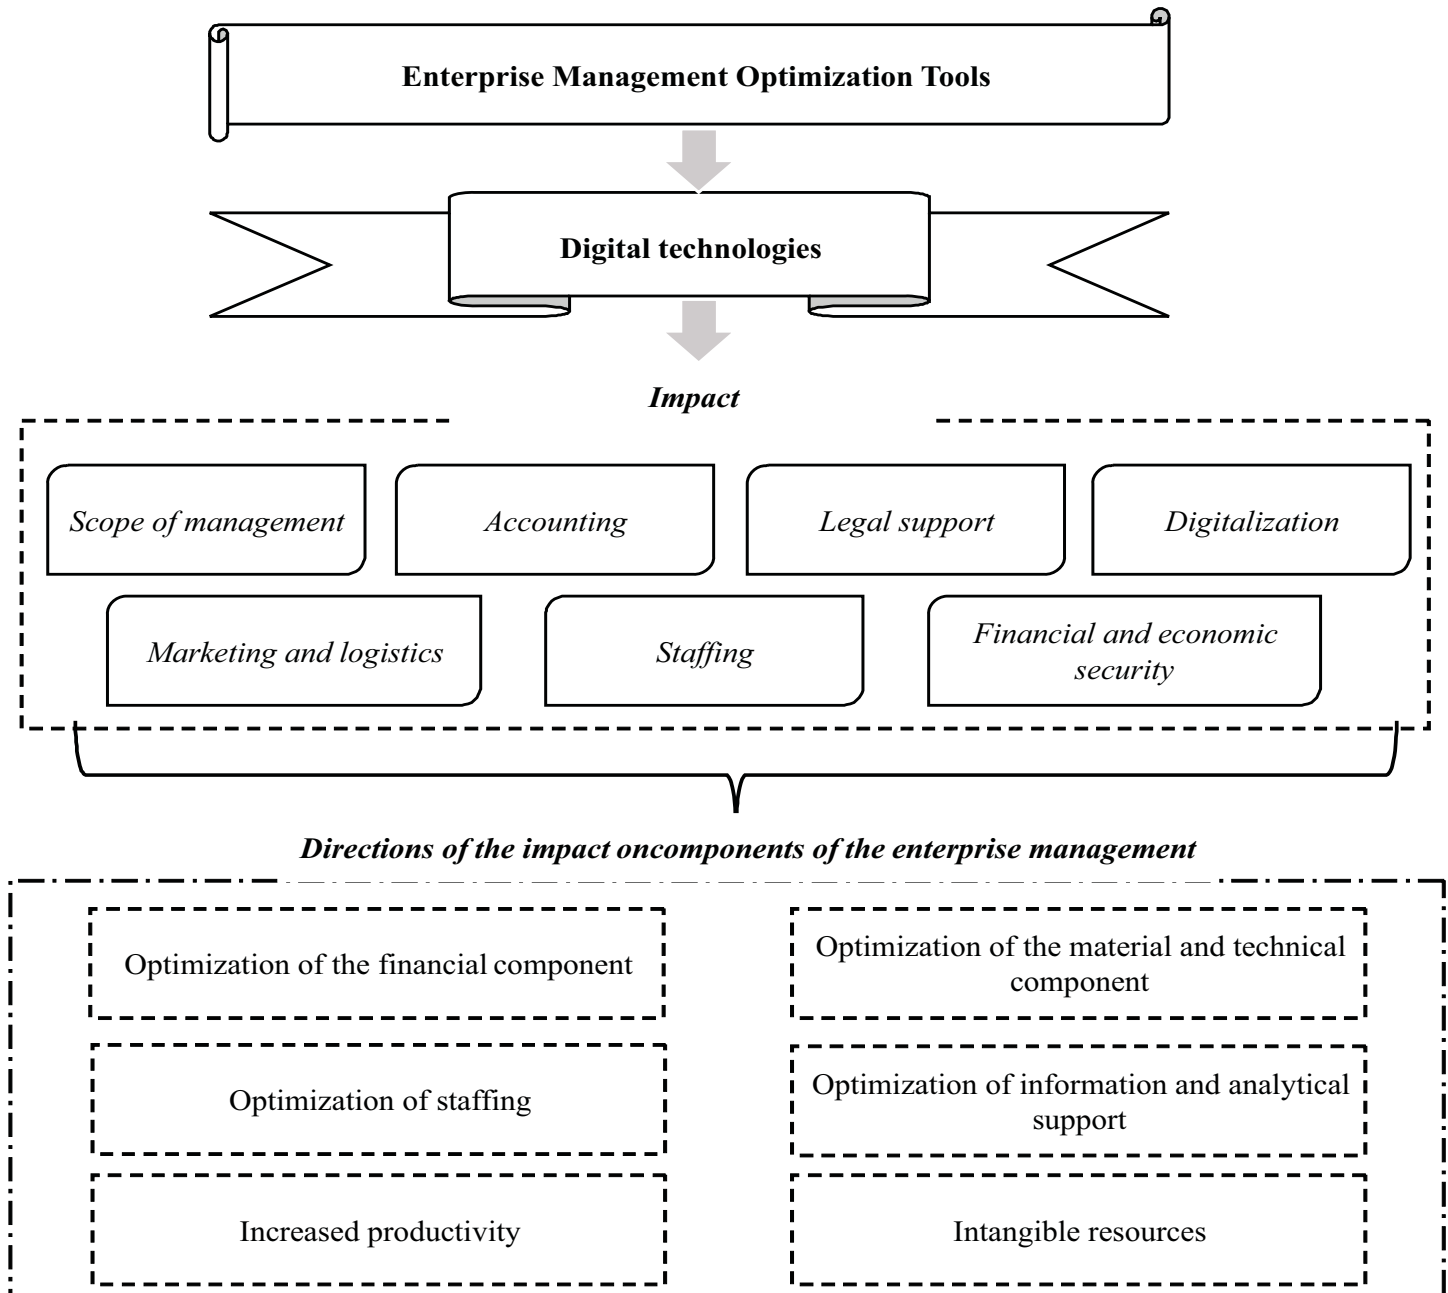 Enterprise Management Optimization Tools
Digital technologies
Impact
Scope of management
Accounting
Legal support
Digitalization
Marketing and logistics
Staffing
Financial and economic
security
Directions of the impact oncomponents of the enterprise management
Optimization of the financial component
Optimization of the material and technical
component
Optimization of staffing
Optimization of information and analytical
support
Increased productivity
Intangible resources